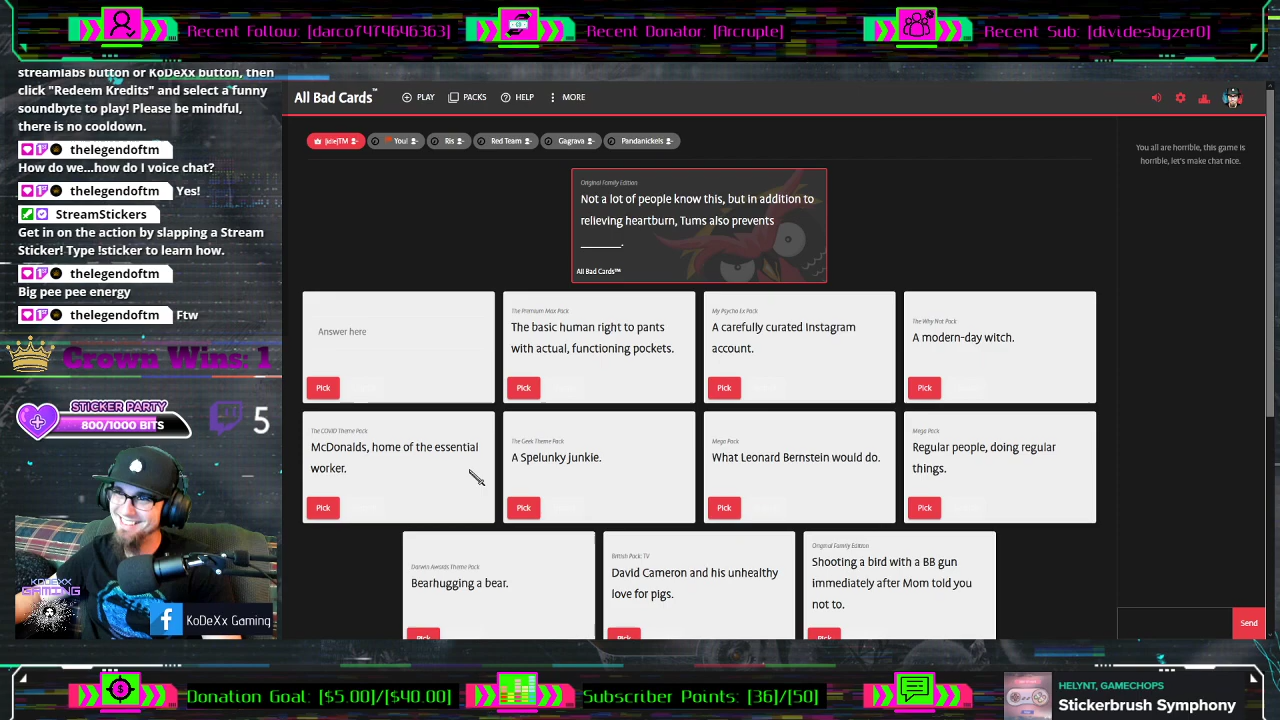 Recent Follow: [darco7474646363]
Recent Donator: [Arcruple]
Recent Sub: [dividesbyzer0]
streamlabs button or KoDeXx button, then
click "Redeem Kredits" and select a funny
soundbyte to play! Please be mindful,
there is no cooldown.
thelegendoftm
How do we...how do I voice chat?
thelegendoftm Yes!
StreamStickers
Get in on the action by slapping a Stream
Sticker! Type !sticker to learn how.
thelegendoftm
Big pee pee energy
thelegendoftm Ftw
Crown Wins: 1
STICKER PARTY
800/1000 BITS
5
KODEXX
GAMING
KoDeXx Gaming
All Bad Cards™
PLAY
PACKS
HELP
MORE
You!
Ris
Red Team
Gagrava
Pandanickels
You all are horrible, this game is
horrible, let's make chat nice.
Original Family Edition
Not a lot of people know this, but in addition to
relieving heartburn, Tums also prevents
______.
All Bad Cards™
Answer here
Pick
The Premium Max Pack
The basic human right to pants
with actual, functioning pockets.
Pick
My Psycho Ex Pack
A carefully curated Instagram
account.
Pick
The Why Not Pack
A modern-day witch.
Pick
The COVID Theme Pack
McDonalds, home of the essential
worker.
Pick
The Geek Theme Pack
A Spelunky junkie.
Pick
Mega Pack
What Leonard Bernstein would do.
Pick
Mega Pack
Regular people, doing regular
things.
Pick
Darwin Awards Theme Pack
Bearhugging a bear.
Pick
British Pack: TV
David Cameron and his unhealthy
love for pigs.
Pick
Original Family Edition
Shooting a bird with a BB gun
immediately after Mom told you
not to.
Pick
Send
Donation Goal: [$5.00]/[$40.00]
Subscriber Points: [36]/[50]
HELYNT, GAMECHOPS
Stickerbrush Symphony